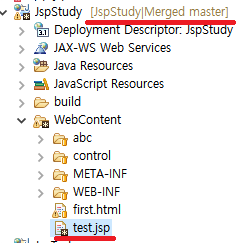 JspStudy [JspStudy|Merged master]
Deployment Descriptor: JspStudy
JAX-WS Web Services
Java Resources
JavaScript Resources
build
WebContent
abc
control
META-INF
WEB-INF
first.html
test.jsp